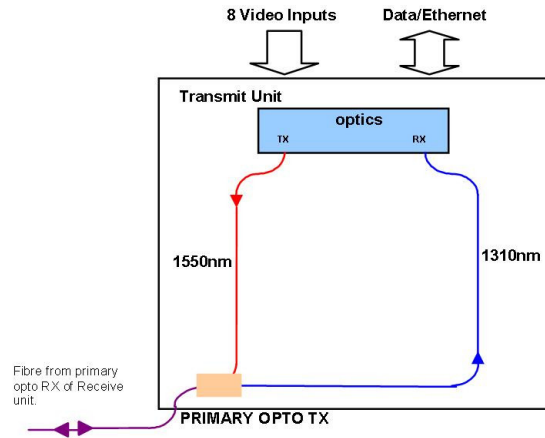 8 Video Inputs
Data/Ethernet
Transmit Unit
optics
TX
RX
1550nm
1310nm
Fibre from primary
opto RX of Receive
unit.
PRIMARY OPTO TX